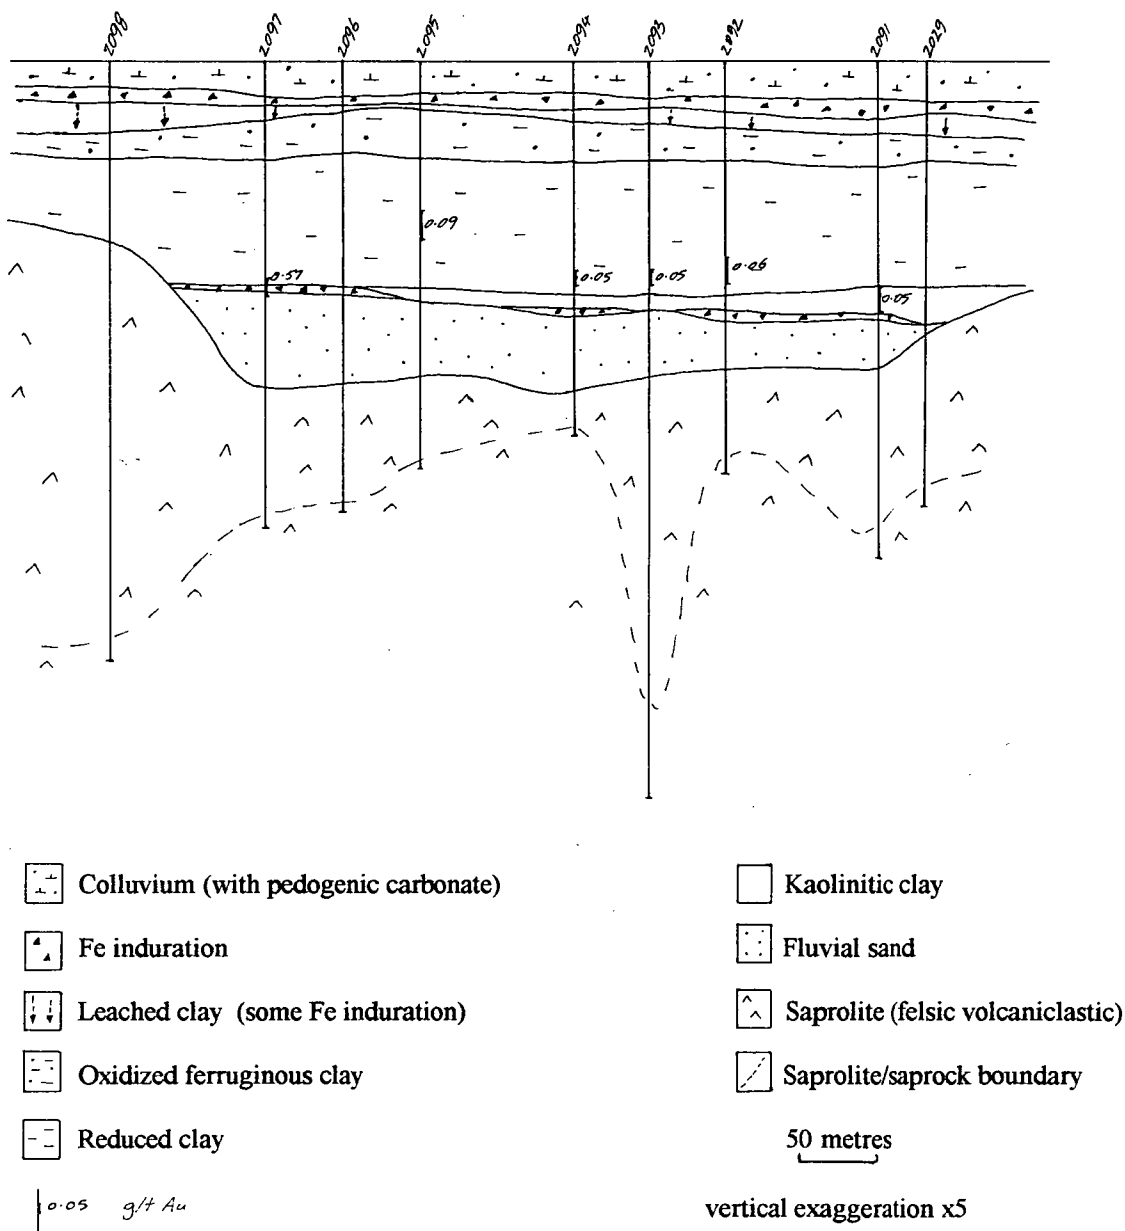 2098 2097 2096 2095 2094 2093 2092 2091 2029
0.09
0.57 0.05 0.05 0.06
0.05
Colluvium (with pedogenic carbonate)
Fe induration
Leached clay (some Fe induration)
Oxidized ferruginous clay
Reduced clay
0.05 g/t Au
Kaolinitic clay
Fluvial sand
Saprolite (felsic volcaniclastic)
Saprolite/saprock boundary
50 metres
vertical exaggeration x5